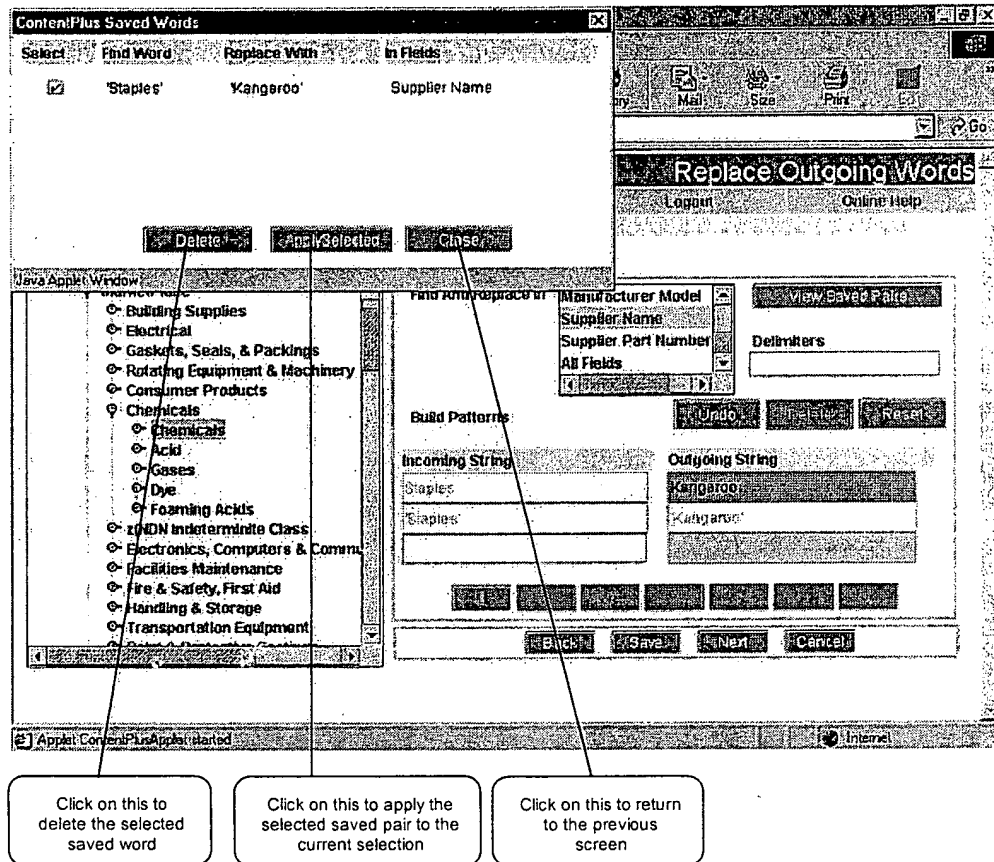 ContentPlus Saved Words
Select Find Word Replace With In Fields
'Staples' 'Kangaroo' Supplier Name
Delete ApplySelected Close
Java Applet Window
Mail Size Print
Go
Replace Outgoing Words
Logout Online Help
Building Supplies
Electrical
Gaskets, Seals, & Packings
Rotating Equipment & Machinery
Consumer Products
Chemicals
Chemicals
Acid
Gases
Dye
Foaming Acids
Indeterminite Class
Electronics, Computers & Commu
Facilities Maintenance
Fire & Safety, First Aid
Handling & Storage
Transportation Equipment
Find And Replace In
Manufacturer Model
Supplier Name
Supplier Part Number
All Fields
View Saved Pairs
Delimiters
Build Patterns
Undo Delete Reset
Incoming String Outgoing String
Staples Kangaroo
'Staples' 'Kangaroo'
Back Save Next Cancel
Applet ContentPlusApplet started Internet
Click on this to
delete the selected
saved word
Click on this to apply the
selected saved pair to the
current selection
Click on this to return
to the previous
screen